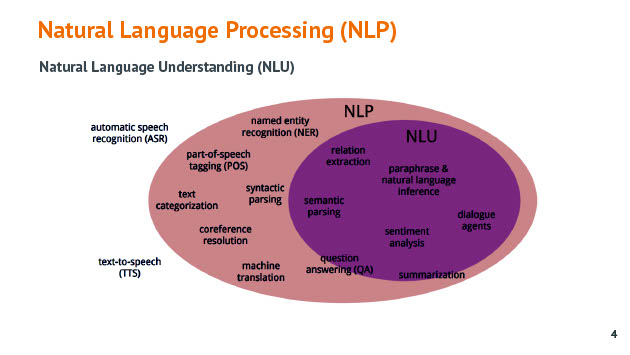 Natural Language Processing (NLP)
Natural Language Understanding (NLU)
NLP
NLU
automatic speech
recognition (ASR)
named entity
recognition (NER)
part-of-speech
tagging (POS)
relation
extraction
paraphrase &
natural language
inference
text
categorization
syntactic
parsing
semantic
parsing
dialogue
agents
coreference
resolution
sentiment
analysis
text-to-speech
(TTS)
machine
translation
question
answering (QA)
summarization
4